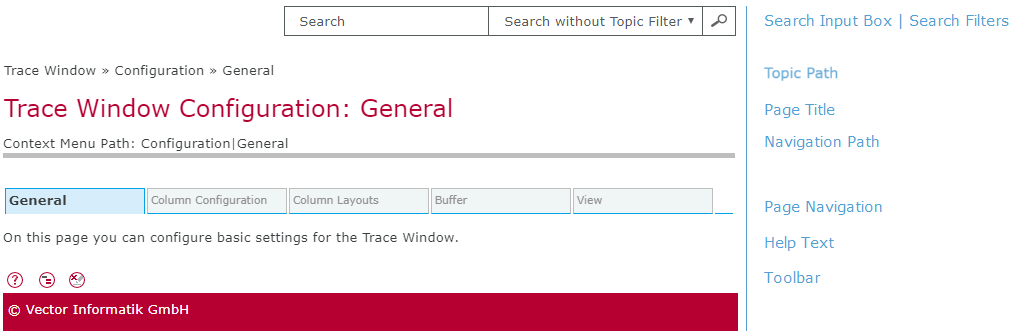 Search Search without Topic Filter ▼ Search Input Box | Search Filters
Trace Window » Configuration » General Topic Path
Trace Window Configuration: General Page Title
Context Menu Path: Configuration|General Navigation Path
General Column Configuration Column Layouts Buffer View Page Navigation
On this page you can configure basic settings for the Trace Window. Help Text
? Toolbar
© Vector Informatik GmbH